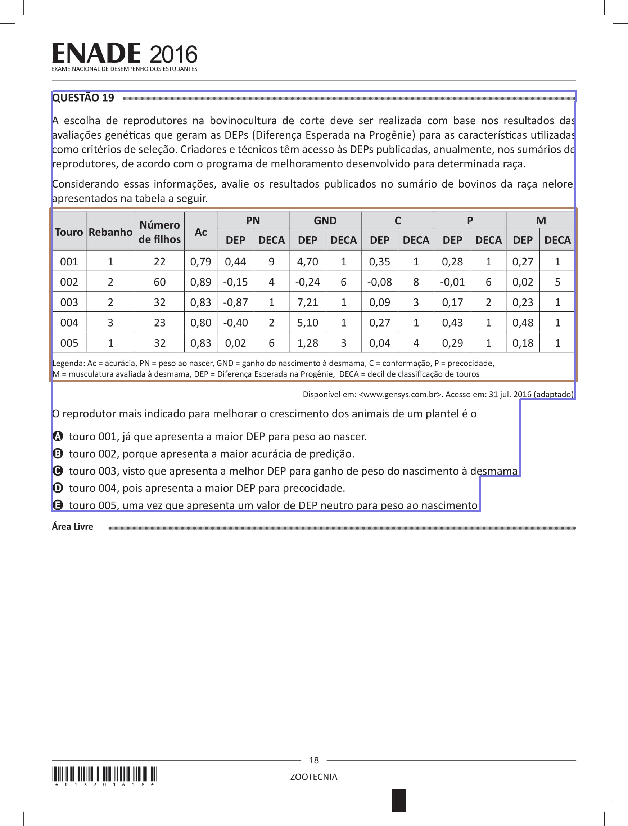 ENADE 2016
EXAME NACIONAL DE DESEMPENHO DOS ESTUDANTES
QUESTÃO 19
A escolha de reprodutores na bovinocultura de corte deve ser realizada com base nos resultados das
avaliações genéticas que geram as DEPs (Diferença Esperada na Progênie) para as características utilizadas
como critérios de seleção. Criadores e técnicos têm acesso às DEPs publicadas, anualmente, nos sumários de
reprodutores, de acordo com o programa de melhoramento desenvolvido para determinada raça.
Considerando essas informações, avalie os resultados publicados no sumário de bovinos da raça nelore
apresentados na tabela a seguir.
Touro Rebanho Número de filhos Ac PN GND C P M
DEP DECA DEP DECA DEP DECA DEP DECA DEP DECA
001 1 22 0,79 0,44 9 4,70 1 0,35 1 0,28 1 0,27 1
002 2 60 0,89 -0,15 4 -0,24 6 -0,08 8 -0,01 6 0,02 5
003 2 32 0,83 -0,87 1 7,21 1 0,09 3 0,17 2 0,23 1
004 3 23 0,80 -0,40 2 5,10 1 0,27 1 0,43 1 0,48 1
005 1 32 0,83 0,02 6 1,28 3 0,04 4 0,29 1 0,18 1
Legenda: Ac = acurácia, PN = peso ao nascer, GND = ganho do nascimento à desmama, C = conformação, P = precocidade,
M = musculatura avaliada à desmama, DEP = Diferença Esperada na Progênie, DECA = decil de classificação de touros
Disponível em: <www.gensys.com.br>. Acesso em: 31 jul. 2016 (adaptado)
O reprodutor mais indicado para melhorar o crescimento dos animais de um plantel é o
A touro 001, já que apresenta a maior DEP para peso ao nascer.
B touro 002, porque apresenta a maior acurácia de predição.
C touro 003, visto que apresenta a melhor DEP para ganho de peso do nascimento à desmama
D touro 004, pois apresenta a maior DEP para precocidade.
E touro 005, uma vez que apresenta um valor de DEP neutro para peso ao nascimento
Área Livre
18
ZOOTECNIA